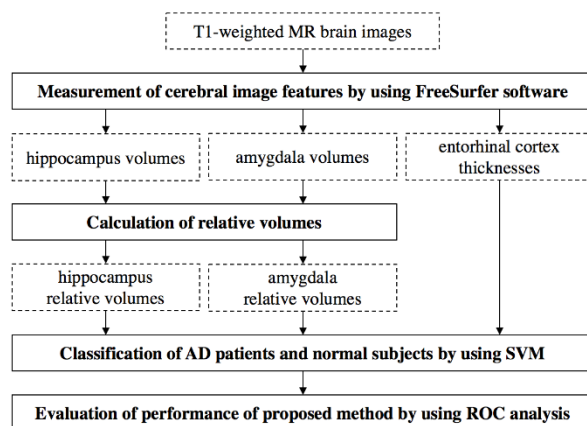 T1-weighted MR brain images
Measurement of cerebral image features by using FreeSurfer software
hippocampus volumes
amygdala volumes
entorhinal cortex
thicknesses
Calculation of relative volumes
hippocampus
relative volumes
amygdala
relative volumes
Classification of AD patients and normal subjects by using SVM
Evaluation of performance of proposed method by using ROC analysis